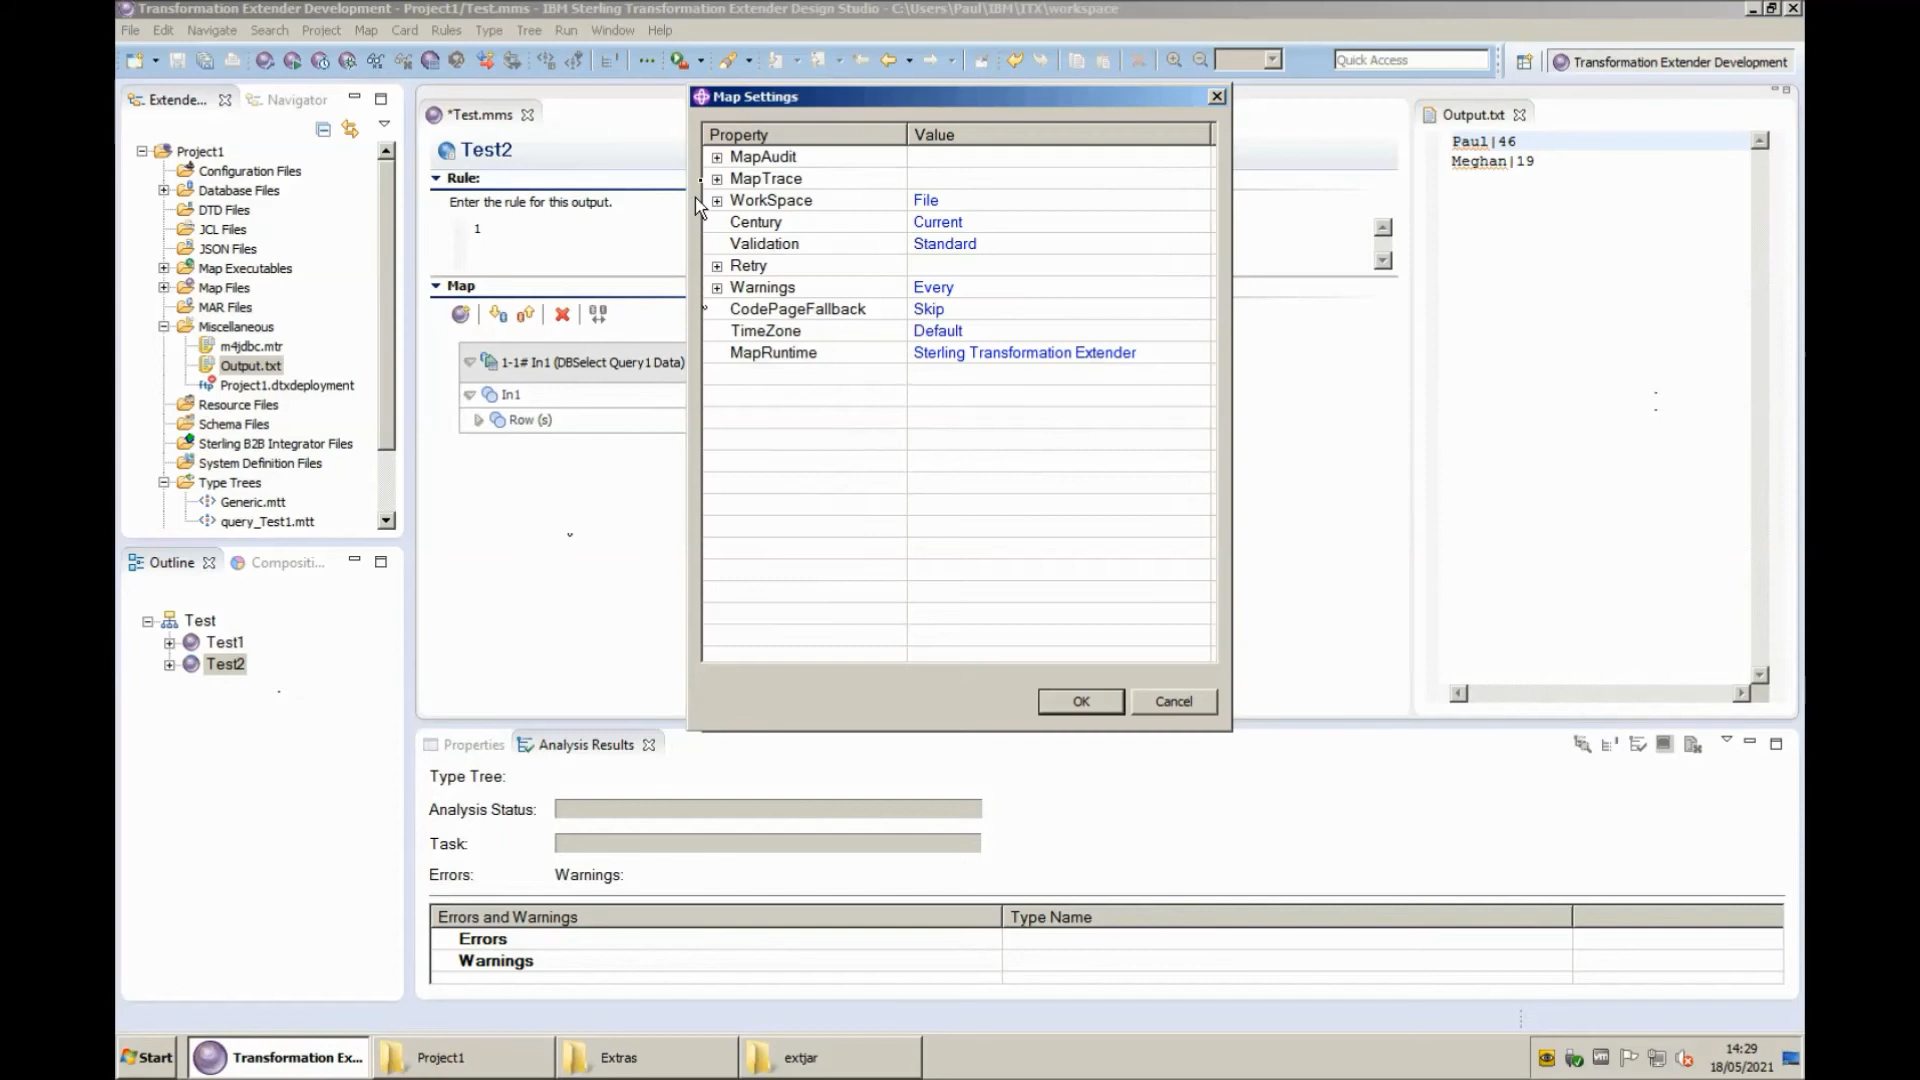 Transformation Extender Development - Project1/Test.mms - IBM Sterling Transformation Extender Design Studio - C:\Users\Paul\IBM\ITX\workspace
File Edit Navigate Search Project Map Card Rules Type Tree Run Window Help
Quick Access
Transformation Extender Development
Extende...
Navigator
Project1
Configuration Files
Database Files
DTD Files
JCL Files
JSON Files
Map Executables
Map Files
MAR Files
Miscellaneous
m4jdbc.mtr
Output.txt
Project1.dtxdeployment
Resource Files
Schema Files
Sterling B2B Integrator Files
System Definition Files
Type Trees
Generic.mtt
query_Test1.mtt
Outline
Compositi...
Test
Test1
Test2
*Test.mms
Test2
Rule:
Enter the rule for this output.
1
Map
1-1# In1 (DBSelect Query1 Data)
In1
Row (s)
Map Settings
Property Value
MapAudit
MapTrace
WorkSpace File
Century Current
Validation Standard
Retry
Warnings Every
CodePageFallback Skip
TimeZone Default
MapRuntime Sterling Transformation Extender
OK Cancel
Output.txt
Paul|46
Meghan|19
Properties
Analysis Results
Type Tree:
Analysis Status:
Task:
Errors: Warnings:
Errors and Warnings Type Name
Errors
Warnings
Start
Transformation Ex...
Project1
Extras
extjar
14:29
18/05/2021